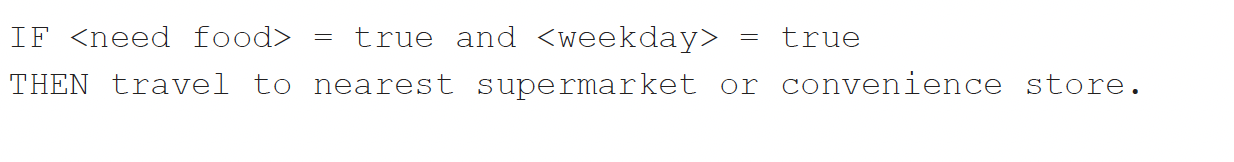 IF <need food> = true and <weekday> = true
THEN travel to nearest supermarket or convenience store.